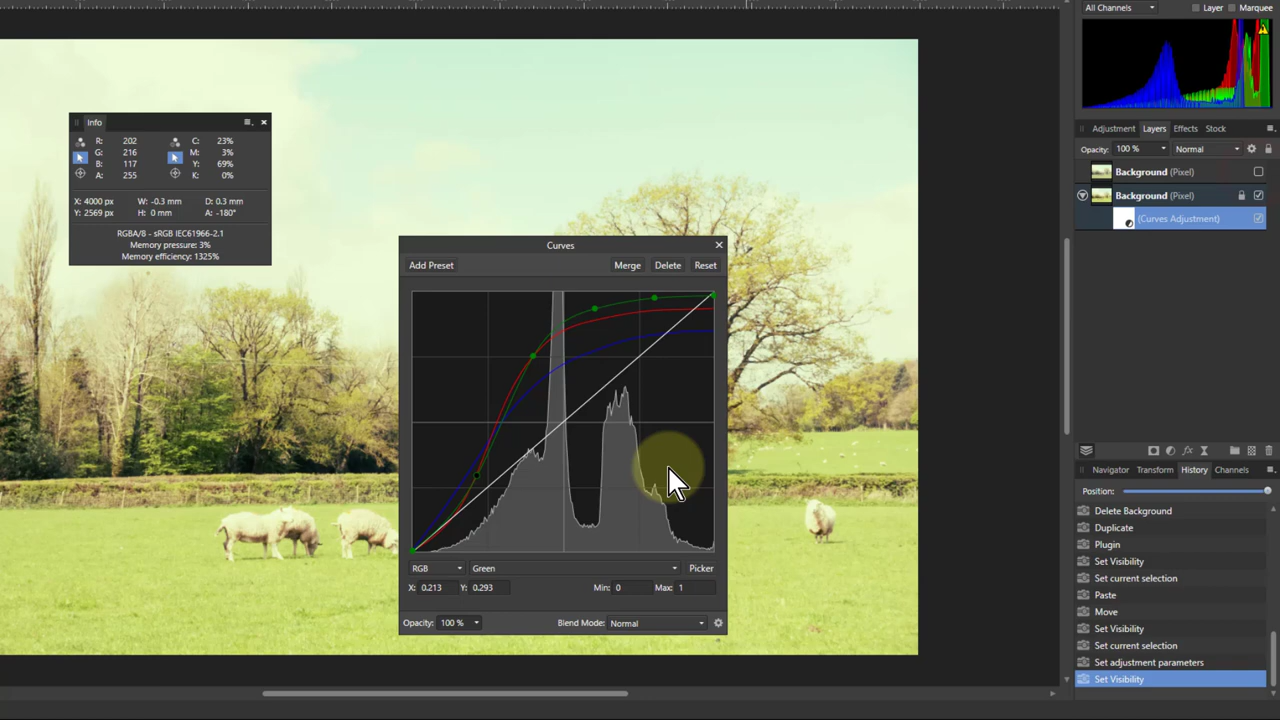 All Channels
Layer
Marquee
Info
R: 202
G: 216
B: 117
A: 255
C: 23%
M: 3%
Y: 69%
K: 0%
X: 4000 px
Y: 2569 px
W: -0.3 mm
H: 0 mm
D: 0.3 mm
A: -180°
RGBA/8 - sRGB IEC61966-2.1
Memory pressure: 3%
Memory efficiency: 1325%
Curves
Add Preset
Merge
Delete
Reset
RGB
Green
Picker
X: 0.213
Y: 0.293
Min: 0
Max: 1
Opacity: 100 %
Blend Mode: Normal
Adjustment
Layers
Effects
Stock
Opacity: 100 %
Normal
Background (Pixel)
Background (Pixel)
(Curves Adjustment)
Navigator
Transform
History
Channels
Position:
Delete Background
Duplicate
Plugin
Set Visibility
Set current selection
Paste
Move
Set Visibility
Set current selection
Set adjustment parameters
Set Visibility